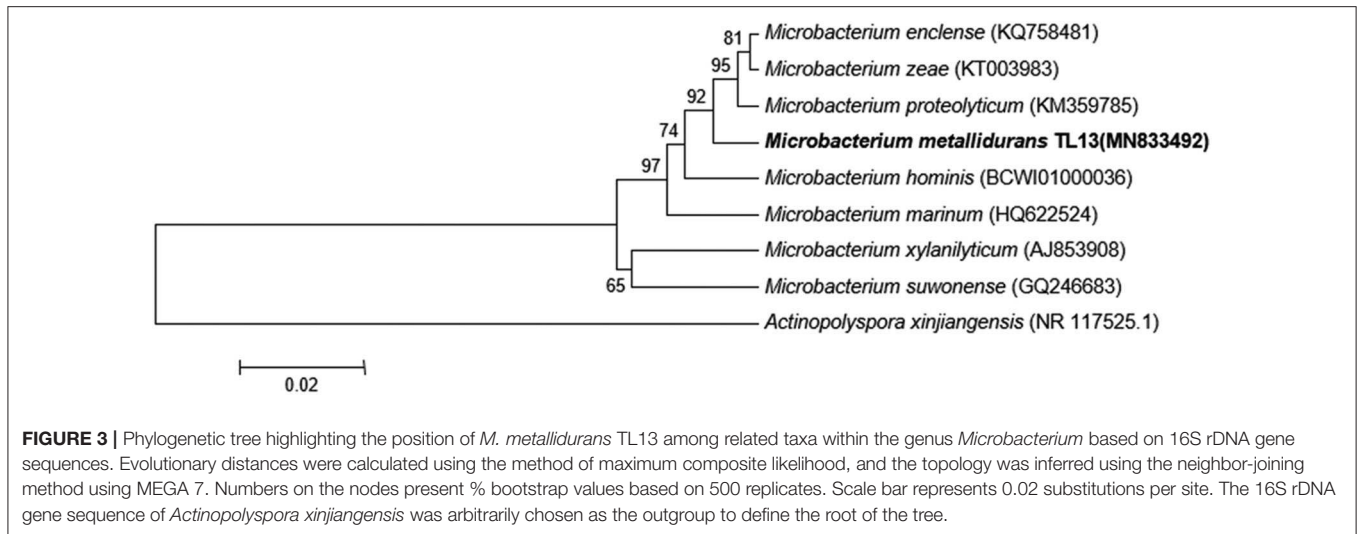 81
Microbacterium enclense (KQ758481)
95
Microbacterium zeae (KT003983)
92
Microbacterium proteolyticum (KM359785)
74
Microbacterium metallidurans TL13(MN833492)
97
Microbacterium hominis (BCWI01000036)
Microbacterium marinum (HQ622524)
Microbacterium xylanilyticum (AJ853908)
65
Microbacterium suwonense (GQ246683)
Actinopolyspora xinjiangensis (NR 117525.1)
0.02
FIGURE 3 | Phylogenetic tree highlighting the position of M. metallidurans TL13 among related taxa within the genus Microbacterium based on 16S rDNA gene
sequences. Evolutionary distances were calculated using the method of maximum composite likelihood, and the topology was inferred using the neighbor-joining
method using MEGA 7. Numbers on the nodes present % bootstrap values based on 500 replicates. Scale bar represents 0.02 substitutions per site. The 16S rDNA
gene sequence of Actinopolyspora xinjiangensis was arbitrarily chosen as the outgroup to define the root of the tree.